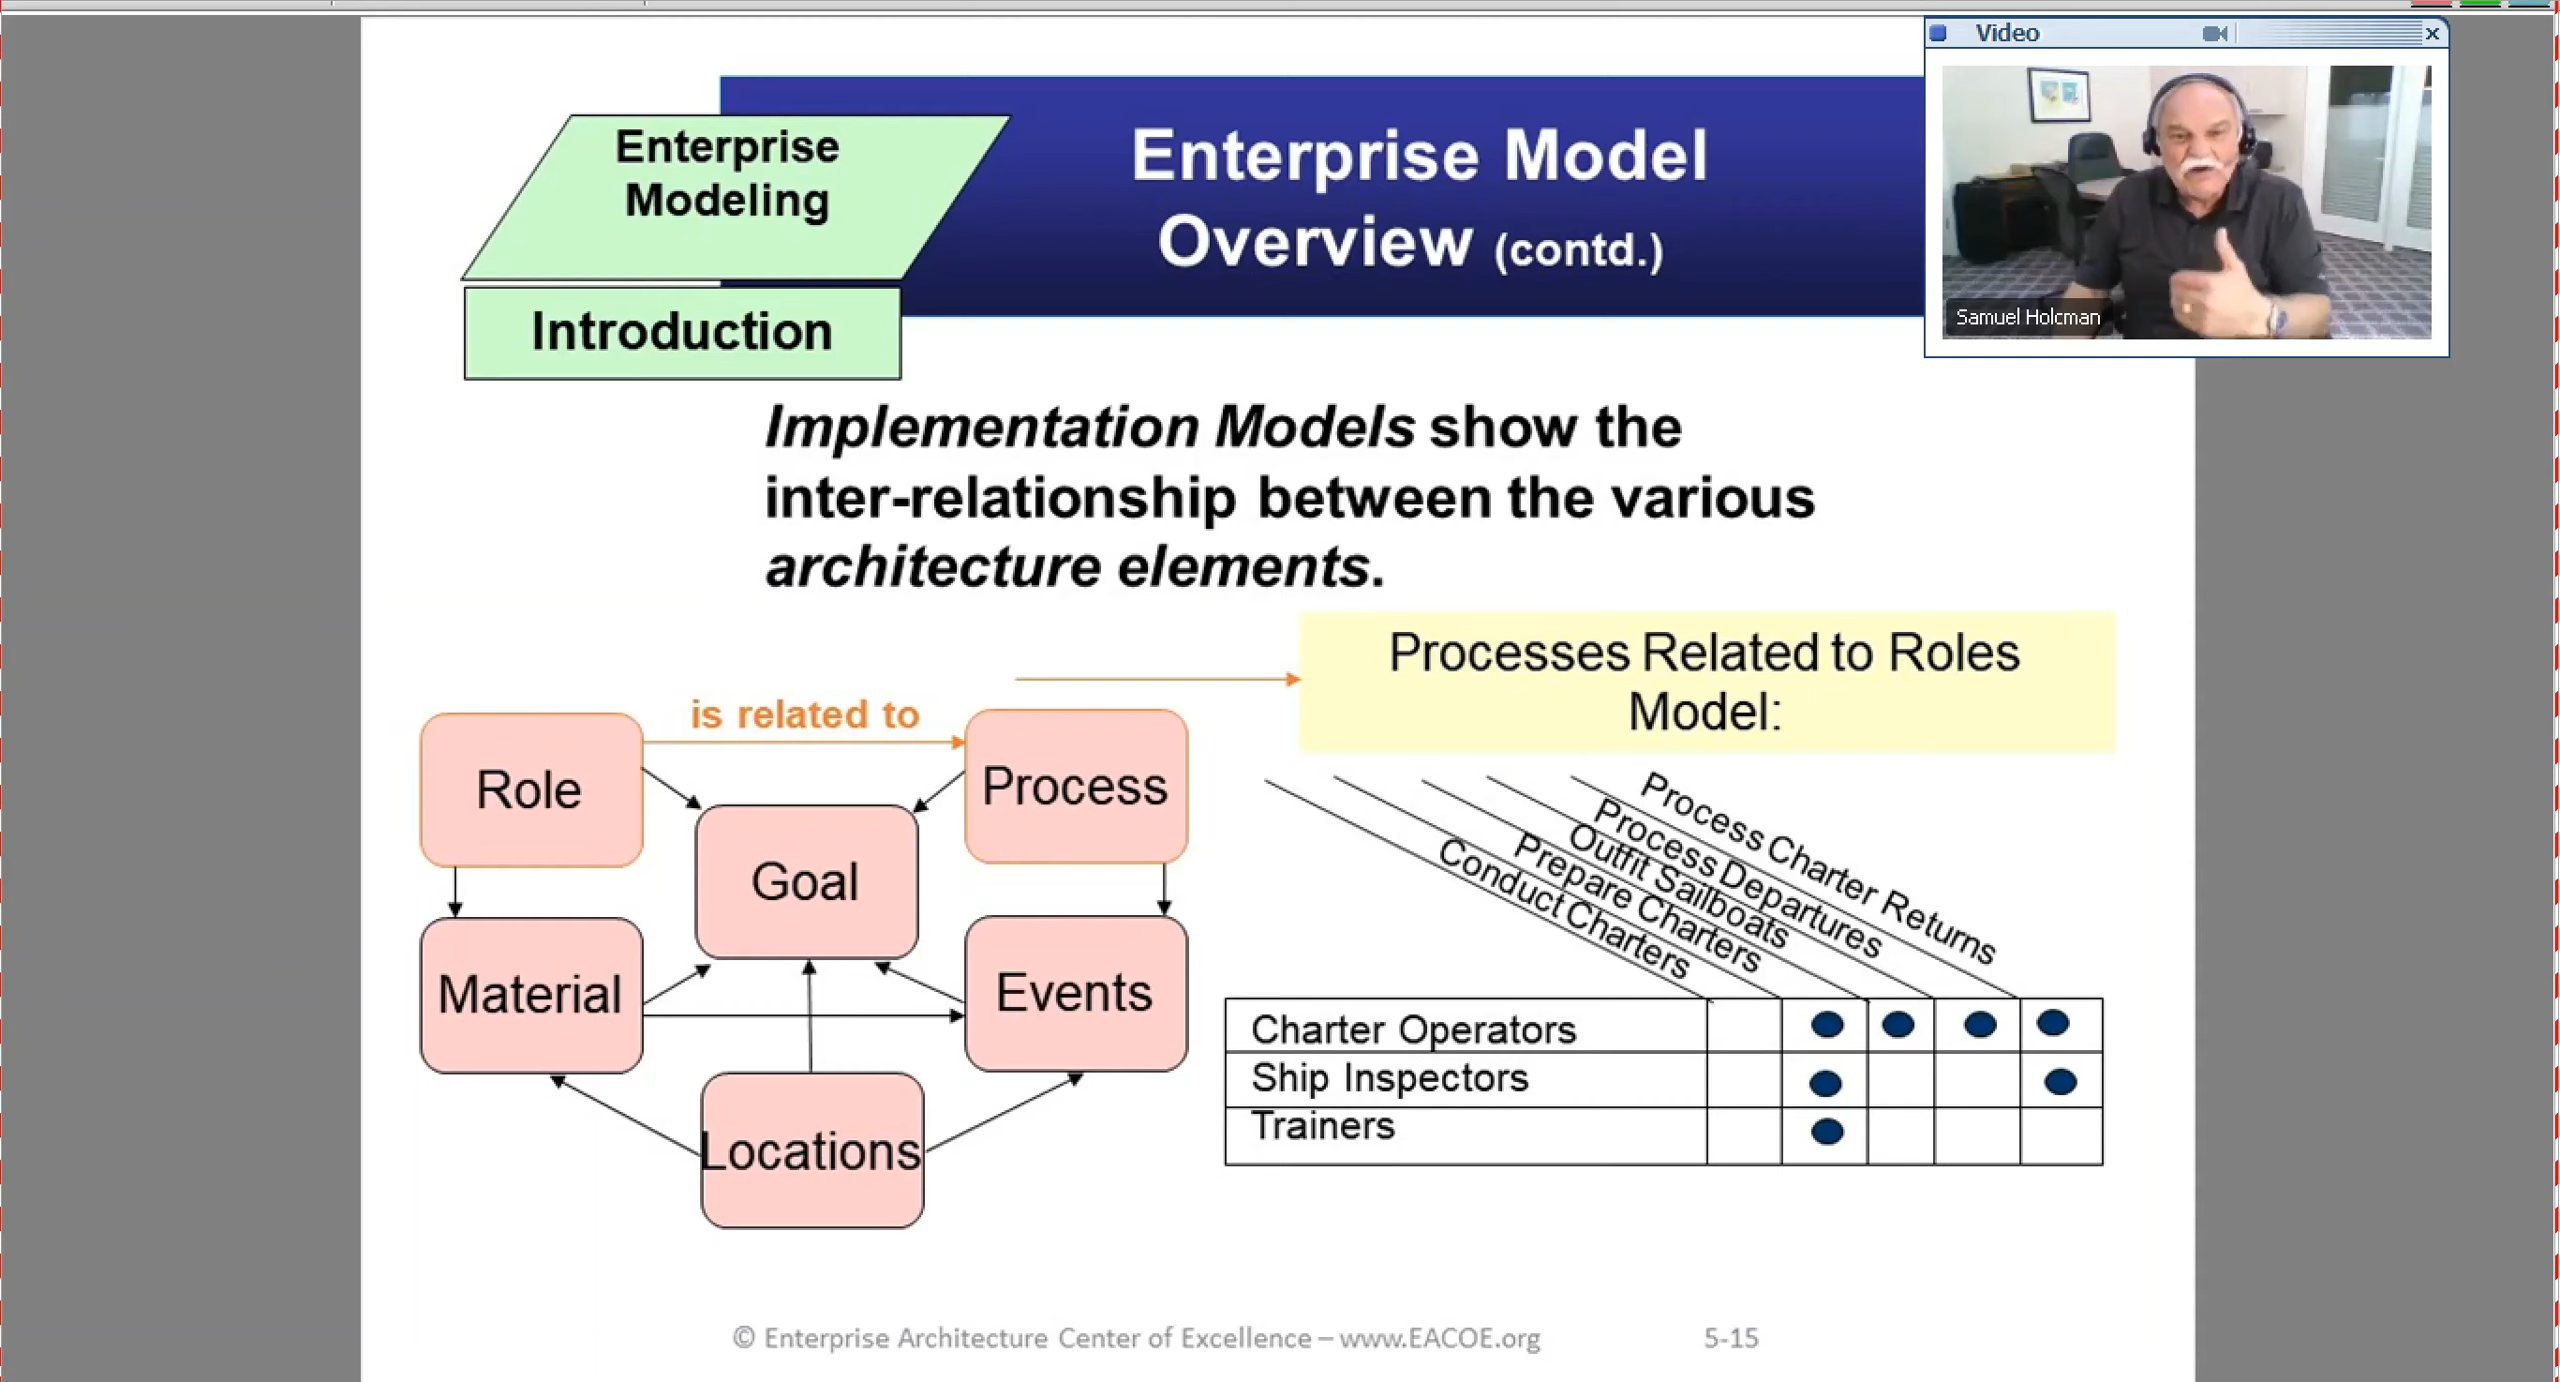 Video
Samuel Holcman
Enterprise
Modeling
Introduction
Enterprise Model
Overview (contd.)
Implementation Models show the
inter-relationship between the various
architecture elements.
is related to
Role
Process
Goal
Material
Events
Locations
Processes Related to Roles
Model:
Conduct Charters
Prepare Charters
Outfit Sailboats
Process Departures
Process Charter Returns
Charter Operators
Ship Inspectors
Trainers
© Enterprise Architecture Center of Excellence – www.EACOE.org
5-15